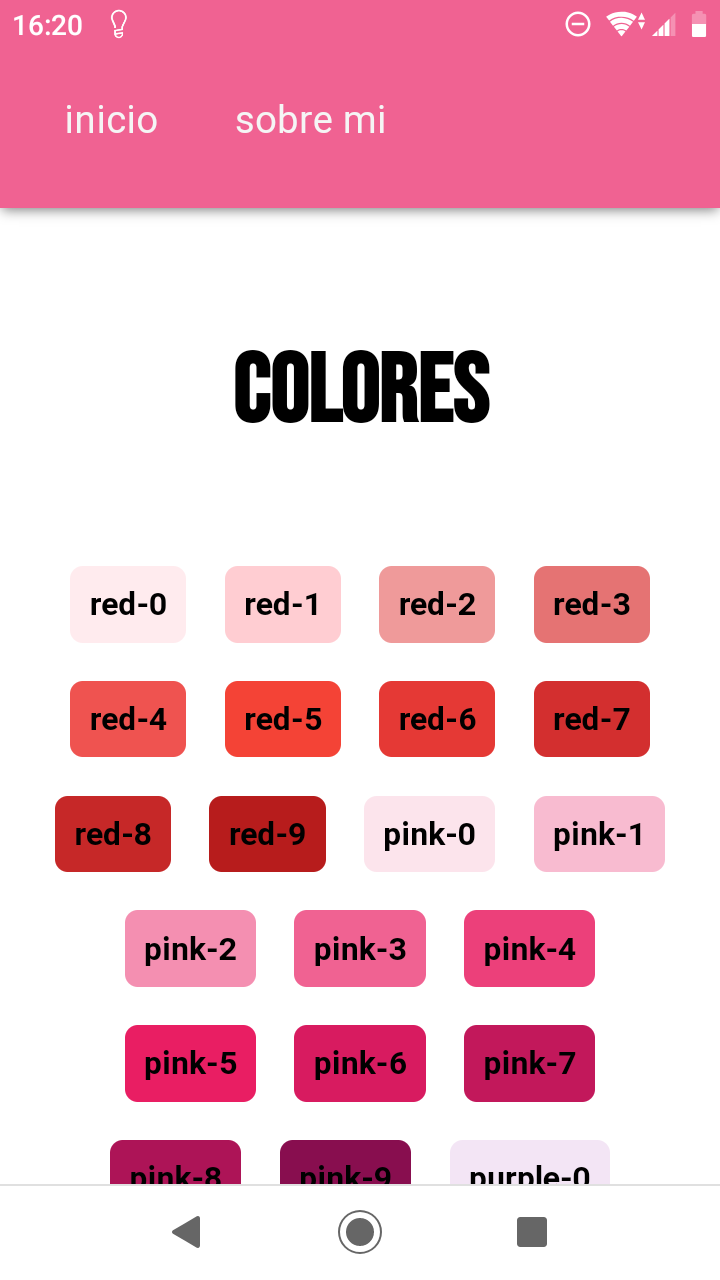 16:20
inicio sobre mi
COLORES
red-0 red-1 red-2 red-3
red-4 red-5 red-6 red-7
red-8 red-9 pink-0 pink-1
pink-2 pink-3 pink-4
pink-5 pink-6 pink-7
pink-8 pink-9 purple-0